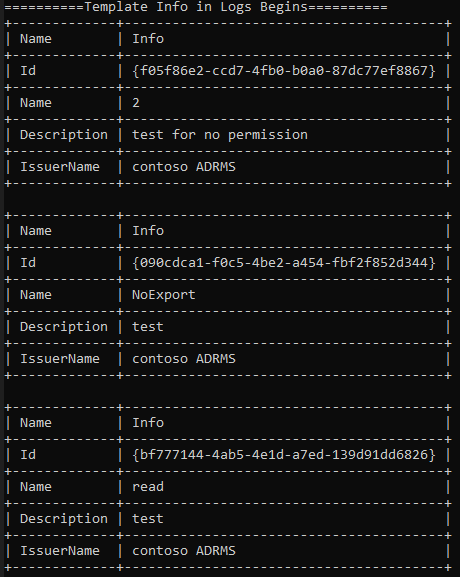 ==========Template Info in Logs Begins==========
+-------------+---------------------------------------+
| Name        | Info                                  |
+-------------+---------------------------------------+
| Id          | {f05f86e2-ccd7-4fb0-b0a0-87dc77ef8867} |
+-------------+---------------------------------------+
| Name        | 2                                     |
+-------------+---------------------------------------+
| Description | test for no permission                |
+-------------+---------------------------------------+
| IssuerName  | contoso ADRMS                         |
+-------------+---------------------------------------+
+-------------+---------------------------------------+
| Name        | Info                                  |
+-------------+---------------------------------------+
| Id          | {090cdca1-f0c5-4be2-a454-fbf2f852d344} |
+-------------+---------------------------------------+
| Name        | NoExport                              |
+-------------+---------------------------------------+
| Description | test                                  |
+-------------+---------------------------------------+
| IssuerName  | contoso ADRMS                         |
+-------------+---------------------------------------+
+-------------+---------------------------------------+
| Name        | Info                                  |
+-------------+---------------------------------------+
| Id          | {bf777144-4ab5-4e1d-a7ed-139d91dd6826} |
+-------------+---------------------------------------+
| Name        | read                                  |
+-------------+---------------------------------------+
| Description | test                                  |
+-------------+---------------------------------------+
| IssuerName  | contoso ADRMS                         |
+-------------+---------------------------------------+